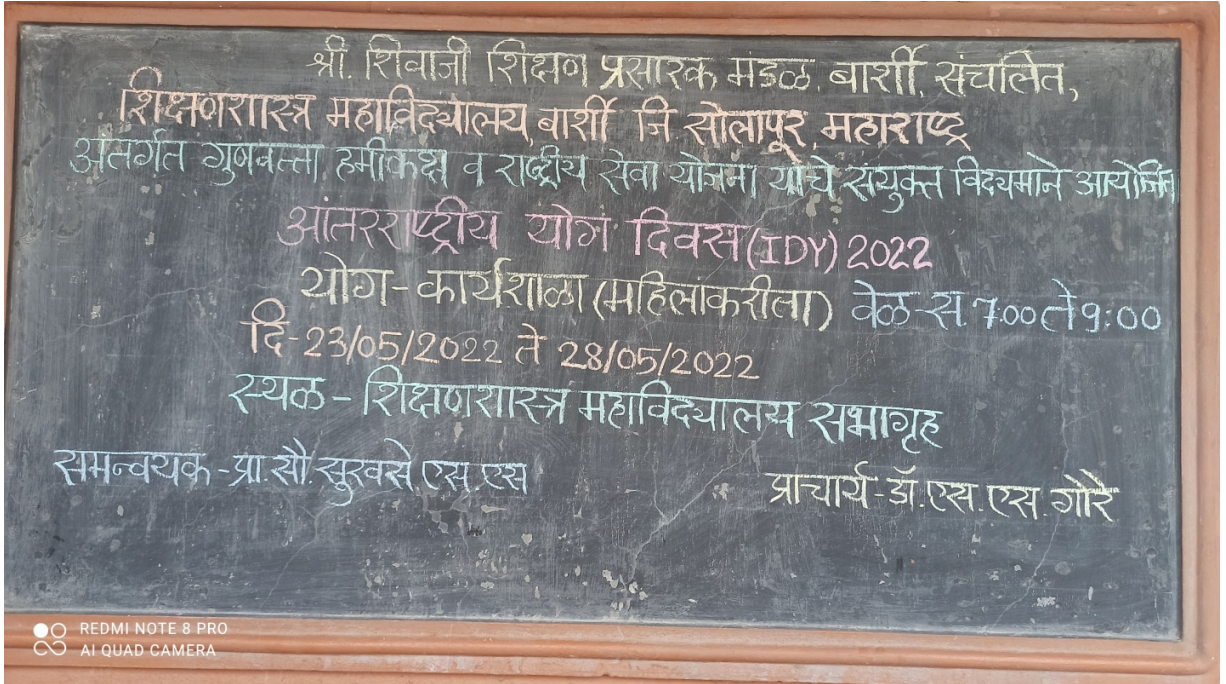 श्री. शिवाजी शिक्षण प्रसारक मंडळ, बार्शी, संचलित,
शिक्षणशास्त्र महाविद्यालय, बार्शी जि सोलापूर, महाराष्ट्र
अंतर्गत गुणवत्ता हमीकक्ष व राष्ट्रीय सेवा योजना यांचे संयुक्त विद्यमाने आयोजित
आंतरराष्ट्रीय योग दिवस (IDY) 2022
योग-कार्यशाळा (महिलाकरीता) वेळ-स. 7.00 ते 9:00
दि-23/05/2022 ते 28/05/2022
स्थळ - शिक्षणशास्त्र महाविद्यालय सभागृह
समन्वयक-प्रा.सौ.सुरवसे.एस.एस
प्राचार्य-डॉ.एस.एस.गोरे
REDMI NOTE 8 PRO
AI QUAD CAMERA